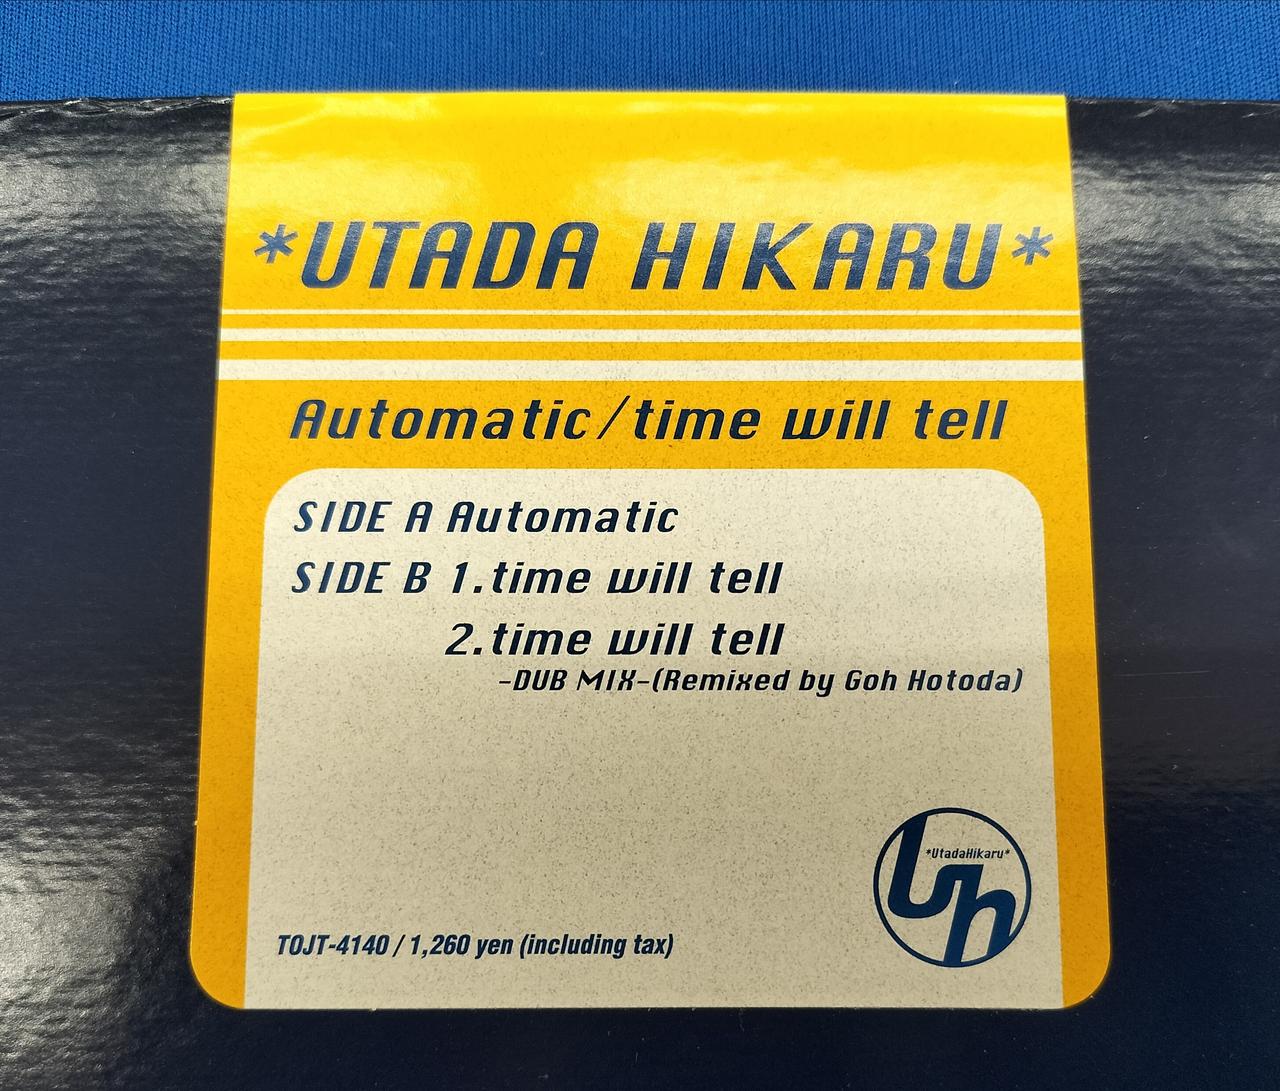 *UTADA HIKARU*
Automatic/time will tell
SIDE A Automatic
SIDE B 1.time will tell
2.time will tell
-DUB MIX-(Remixed by Goh Hotoda)
*UtadaHikaru*
Uh
TOJT-4140 / 1,260 yen (including tax)